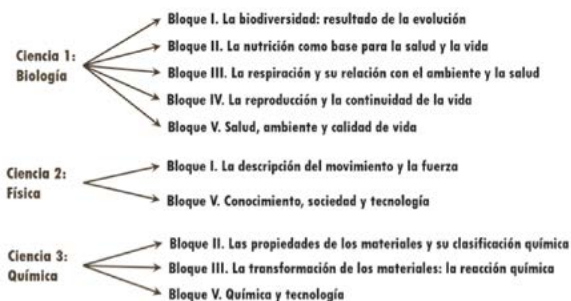 Ciencia 1:
Biología
Bloque I. La biodiversidad: resultado de la evolución
Bloque II. La nutrición como base para la salud y la vida
Bloque III. La respiración y su relación con el ambiente y la salud
Bloque IV. La reproducción y la continuidad de la vida
Bloque V. Salud, ambiente y calidad de vida
Ciencia 2:
Física
Bloque I. La descripción del movimiento y la fuerza
Bloque V. Conocimiento, sociedad y tecnología
Ciencia 3:
Química
Bloque II. Las propiedades de los materiales y su clasificación química
Bloque III. La transformación de los materiales: la reacción química
Bloque V. Química y tecnología